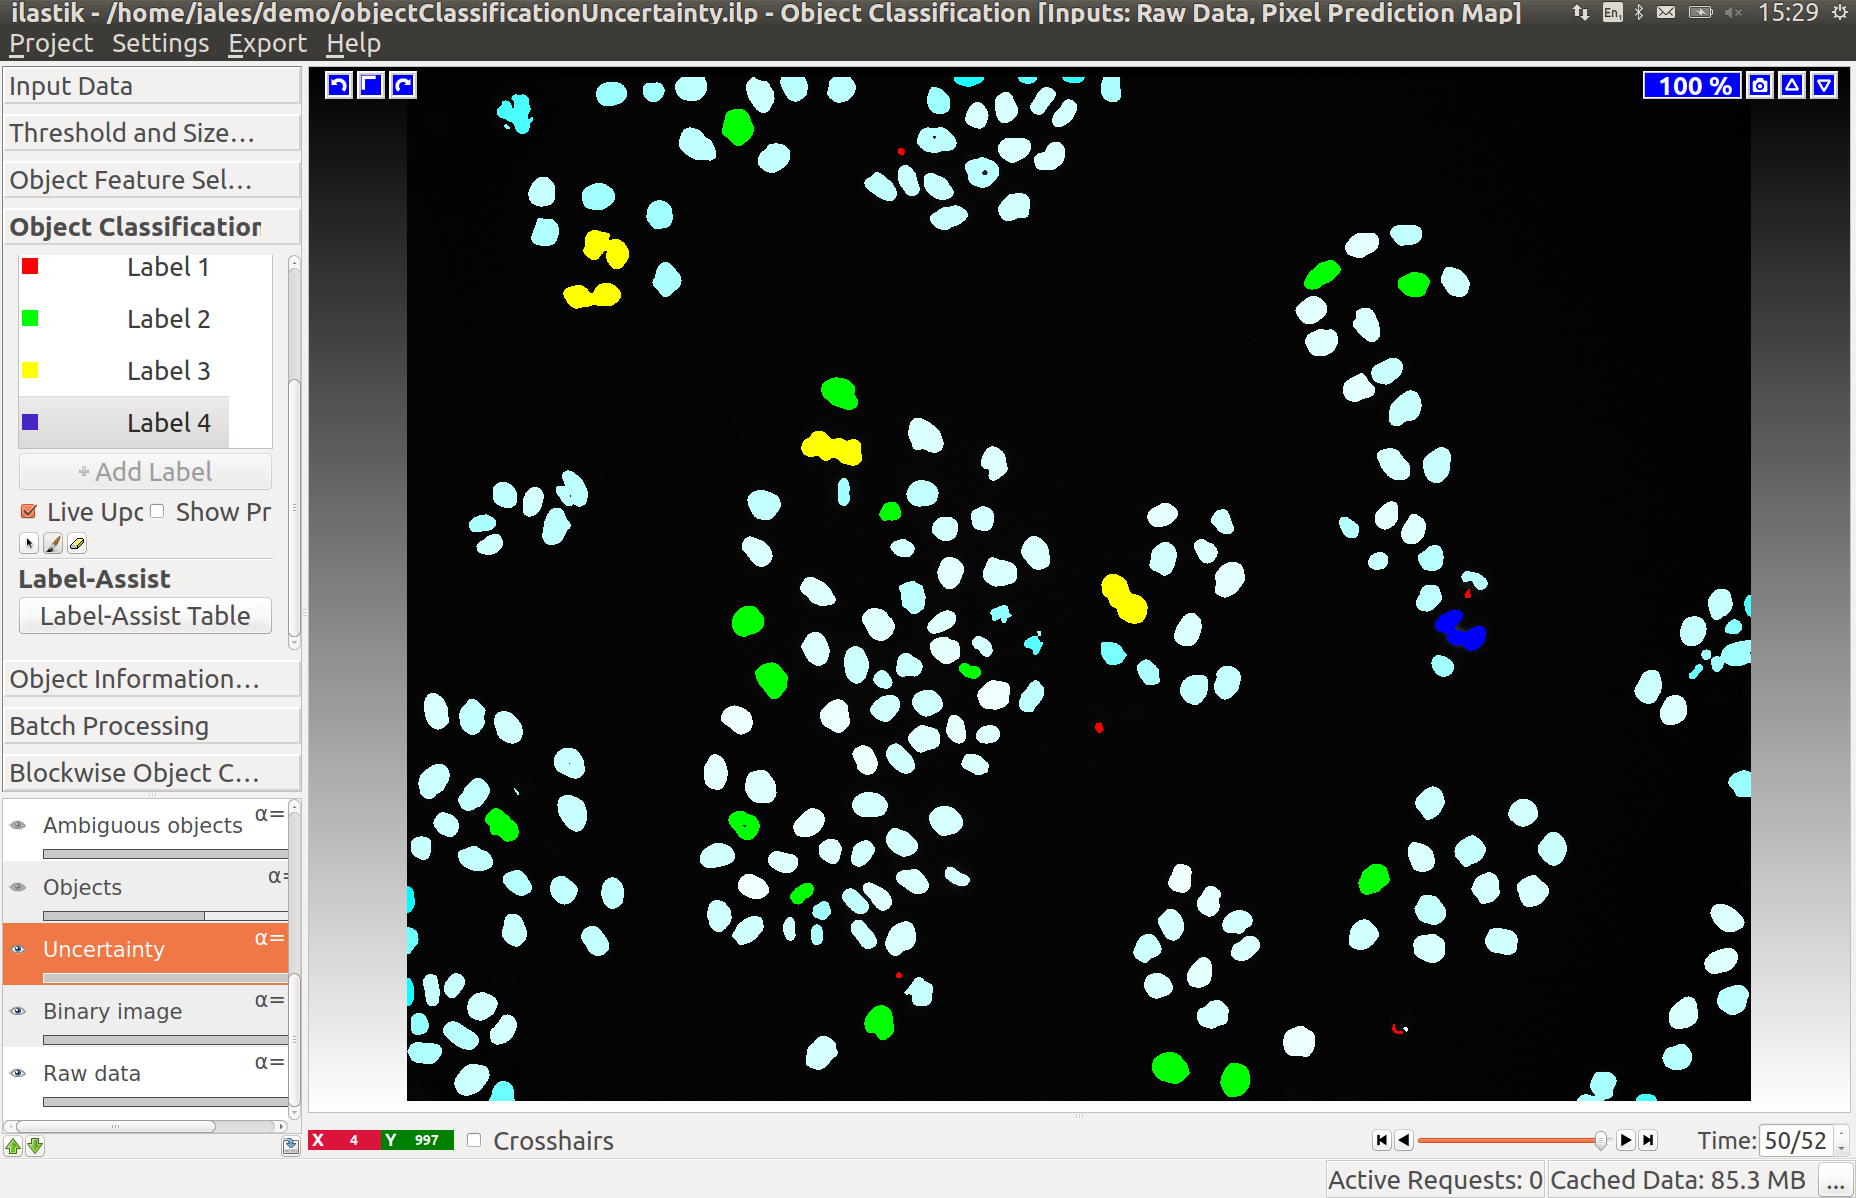 ilastik - /home/jales/demo/objectClassificationUncertainty.ilp - Object Classification [Inputs: Raw Data, Pixel Prediction Map]
En1
15:29
Project Settings Export Help
Input Data
Threshold and Size...
Object Feature Sel...
Object Classification
Label 1
Label 2
Label 3
Label 4
+ Add Label
Live Upd
Show Pr
Label-Assist
Label-Assist Table
Object Information...
Batch Processing
Blockwise Object C...
Ambiguous objects α=
Objects α=
Uncertainty α=
Binary image α=
Raw data α=
100 %
X 4 Y 997
Crosshairs
Time: 50/52
Active Requests: 0
Cached Data: 85.3 MB
...